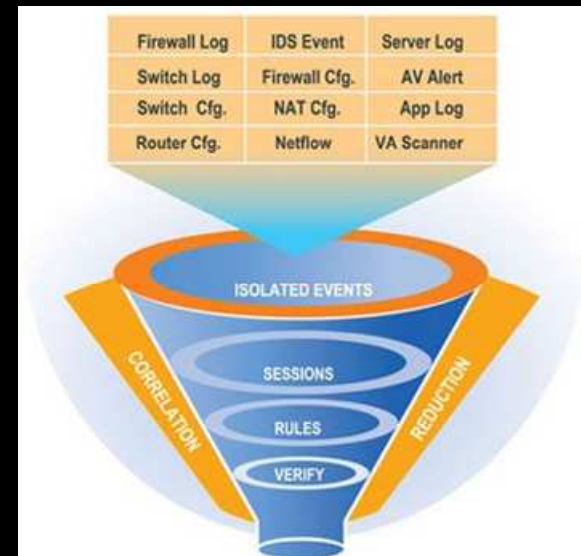 Firewall Log IDS Event Server Log
Switch Log Firewall Cfg. AV Alert
Switch Cfg. NAT Cfg. App Log
Router Cfg. Netflow VA Scanner
ISOLATED EVENTS
CORRELATION
REDUCTION
SESSIONS
RULES
VERIFY